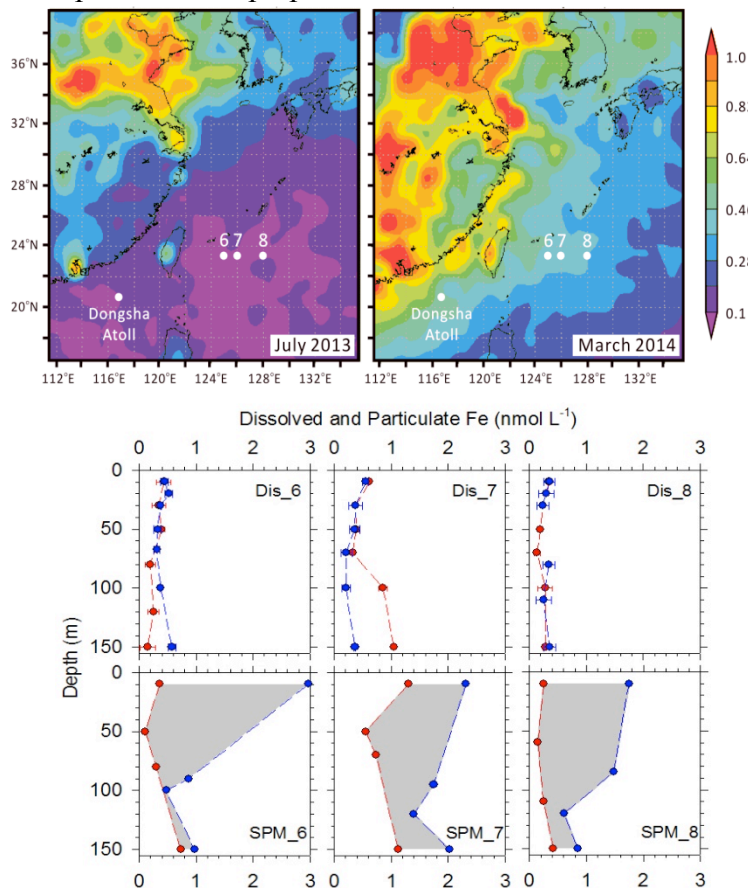 36°N
32°N
28°N
24°N
20°N
6 7 8
Dongsha
Atoll
July 2013
112°E 116°E 120°E 124°E 128°E 132°E
6 7 8
Dongsha
Atoll
March 2014
112°E 116°E 120°E 124°E 128°E 132°E
1.0
0.64
0.46
0.28
0.1
Dissolved and Particulate Fe (nmol L⁻¹)
0 1 2 3 0 1 2 3 0 1 2 3
Depth (m)
0
50
100
150
Dis_6
Dis_7
Dis_8
0
50
100
150
SPM_6
SPM_7
SPM_8
0 1 2 3 0 1 2 3 0 1 2 3